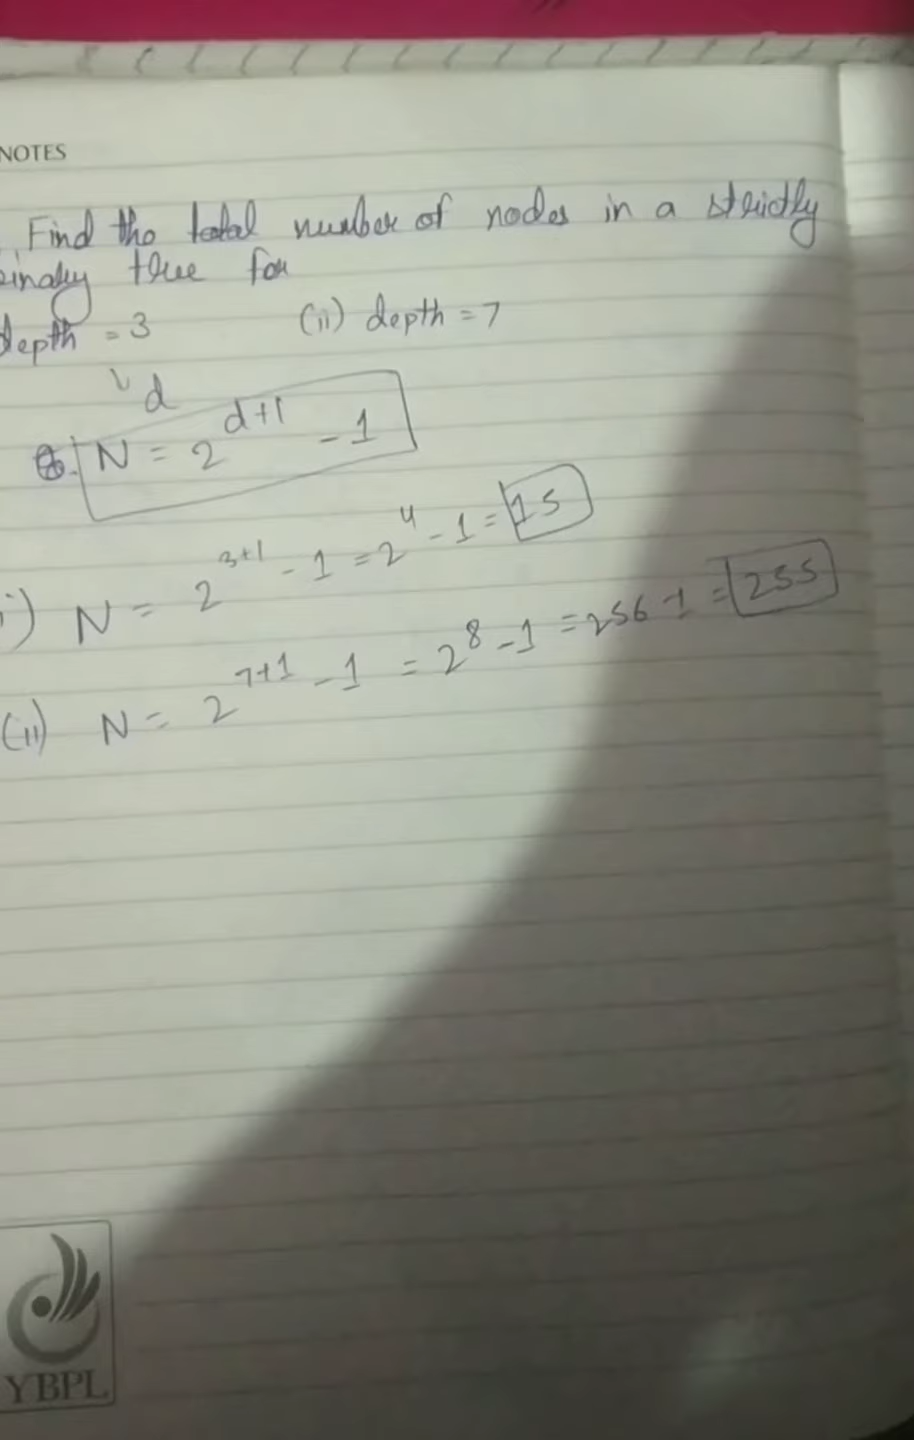 NOTES
Find the total number of nodes in a strictly
binary tree for
depth = 3 (ii) depth = 7
d
N = 2^{d+1} - 1
i) N = 2^{3+1} - 1 = 2^4 - 1 = 15
(ii) N = 2^{7+1} - 1 = 2^8 - 1 = 256 - 1 = 255
YBPL